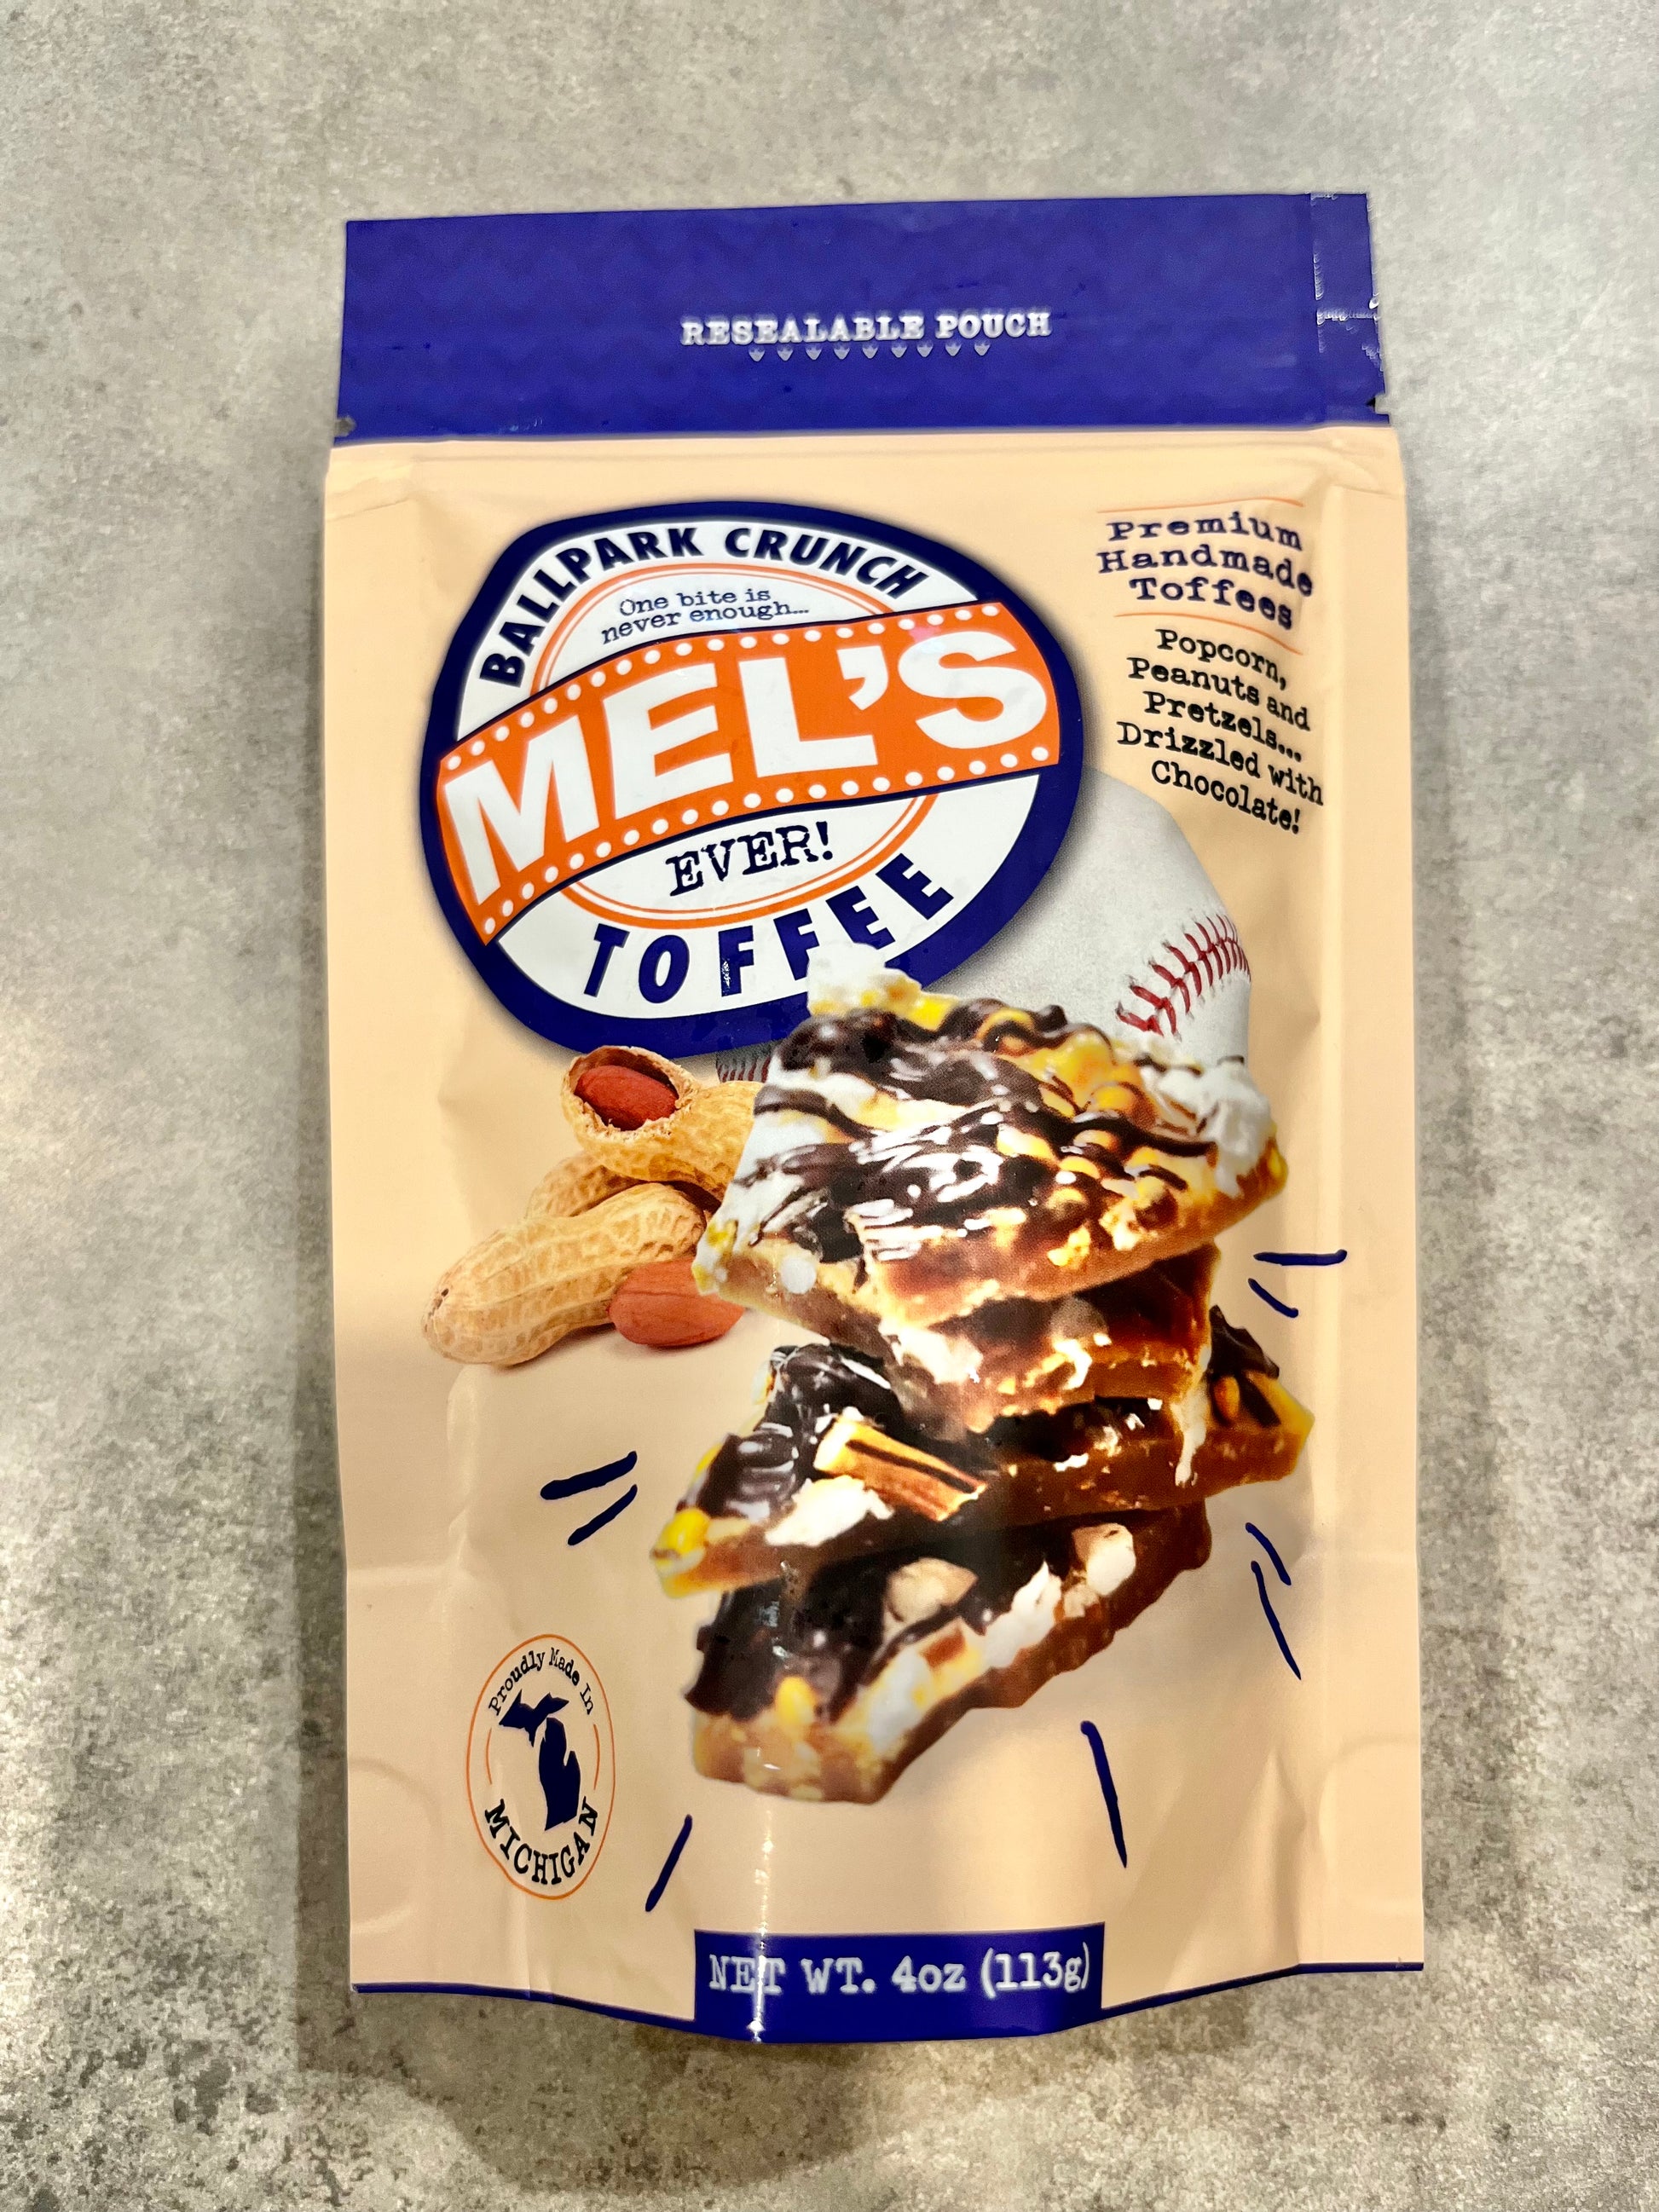 RESEALABLE POUCH
BALLPARK CRUNCH
One bite is
never enough...
MEL'S
EVER!
TOFFEE
Premium
Handmade
Toffees
Popcorn,
Peanuts and
Pretzels...
Drizzled with
Chocolate!
Proudly Made In
MICHIGAN
NET WT. 4oz (113g)